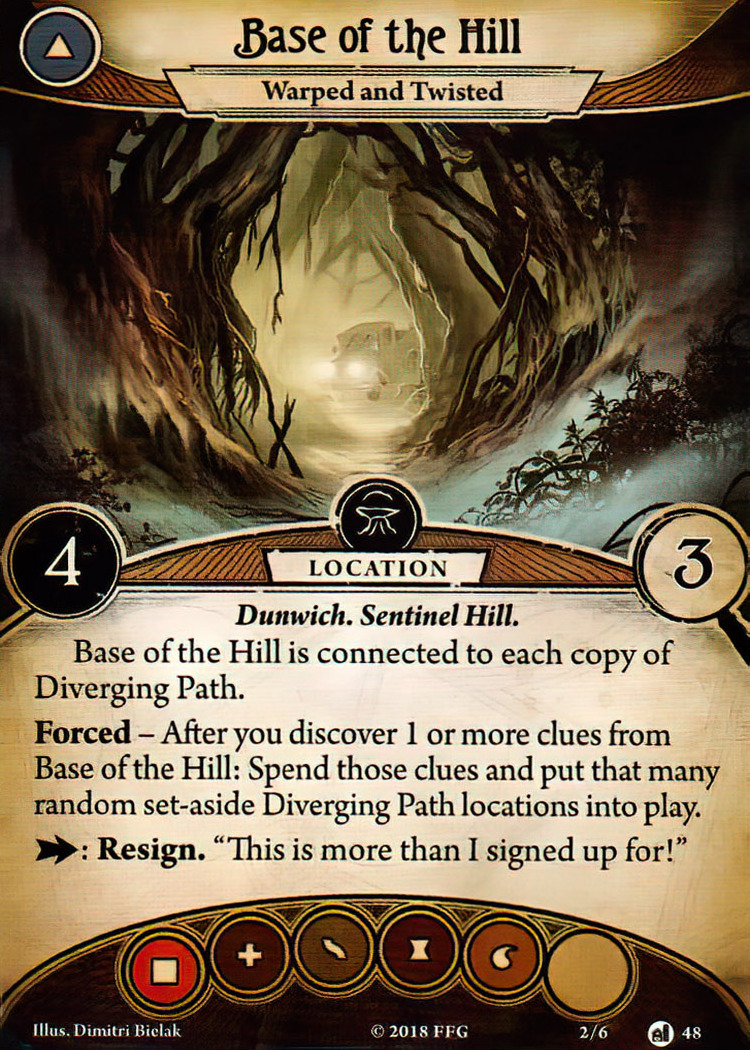 Base of the Hill
Warped and Twisted
4
LOCATION
3
Dunwich. Sentinel Hill.
Base of the Hill is connected to each copy of
Diverging Path.
Forced – After you discover 1 or more clues from
Base of the Hill: Spend those clues and put that many
random set-aside Diverging Path locations into play.
: Resign. “This is more than I signed up for!”
Illus. Dimitri Bielak
© 2018 FFG
2/6
48